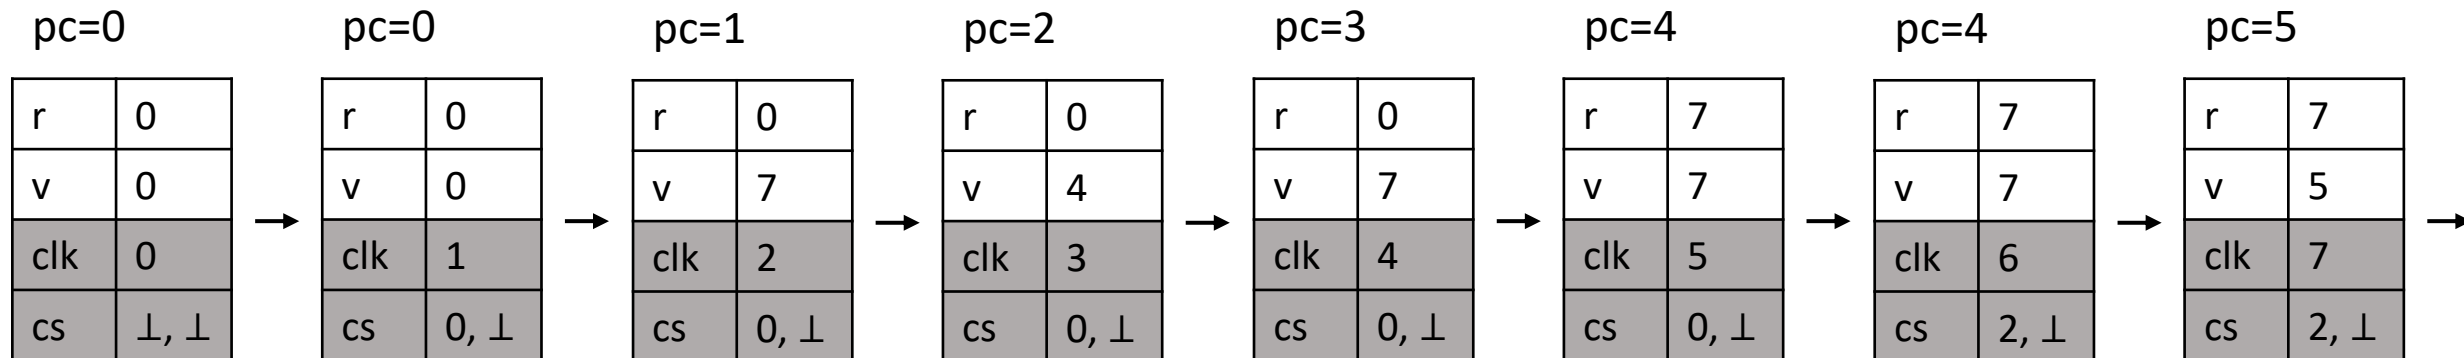 pc=0 pc=0 pc=1 pc=2 pc=3 pc=4 pc=4 pc=5
r 0 r 0 r 0 r 0 r 0 r 7 r 7 r 7
v 0 v 0 v 7 v 4 v 7 v 7 v 7 v 5
clk 0 clk 1 clk 2 clk 3 clk 4 clk 5 clk 6 clk 7
cs ⊥, ⊥ cs 0, ⊥ cs 0, ⊥ cs 0, ⊥ cs 0, ⊥ cs 0, ⊥ cs 2, ⊥ cs 2, ⊥